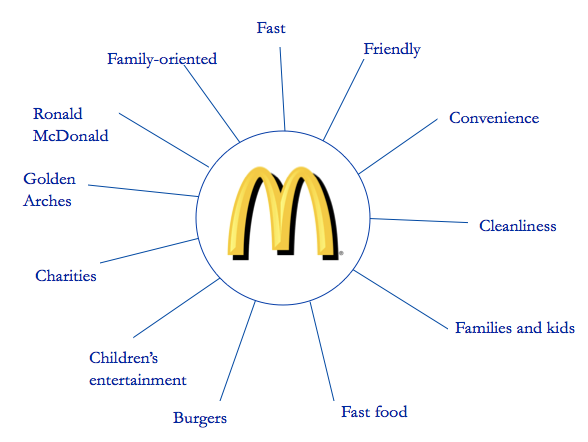 Fast
Friendly
Family-oriented
Convenience
Ronald
McDonald
Golden
Arches
Cleanliness
Charities
Families and kids
Children's
entertainment
Burgers
Fast food
®